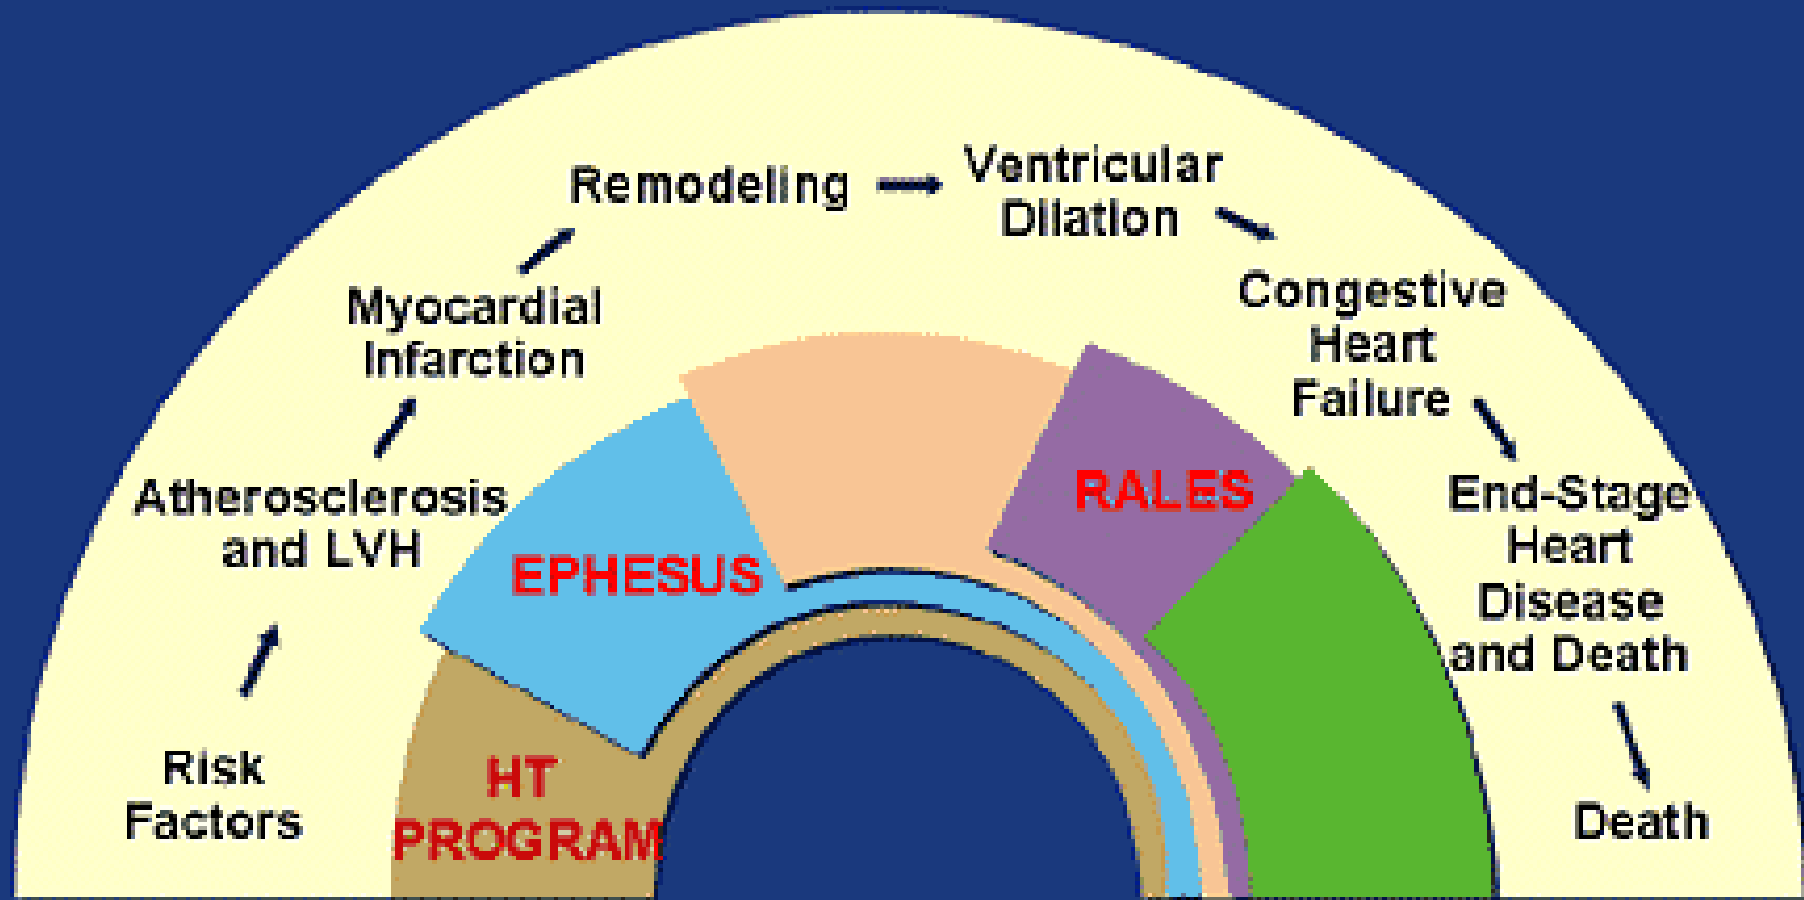 Risk
Factors
Atherosclerosis
and LVH
Myocardial
Infarction
Remodeling
Ventricular
Dilation
Congestive
Heart
Failure
End-Stage
Heart
Disease
and Death
Death
HT
PROGRAM
EPHESUS
RALES